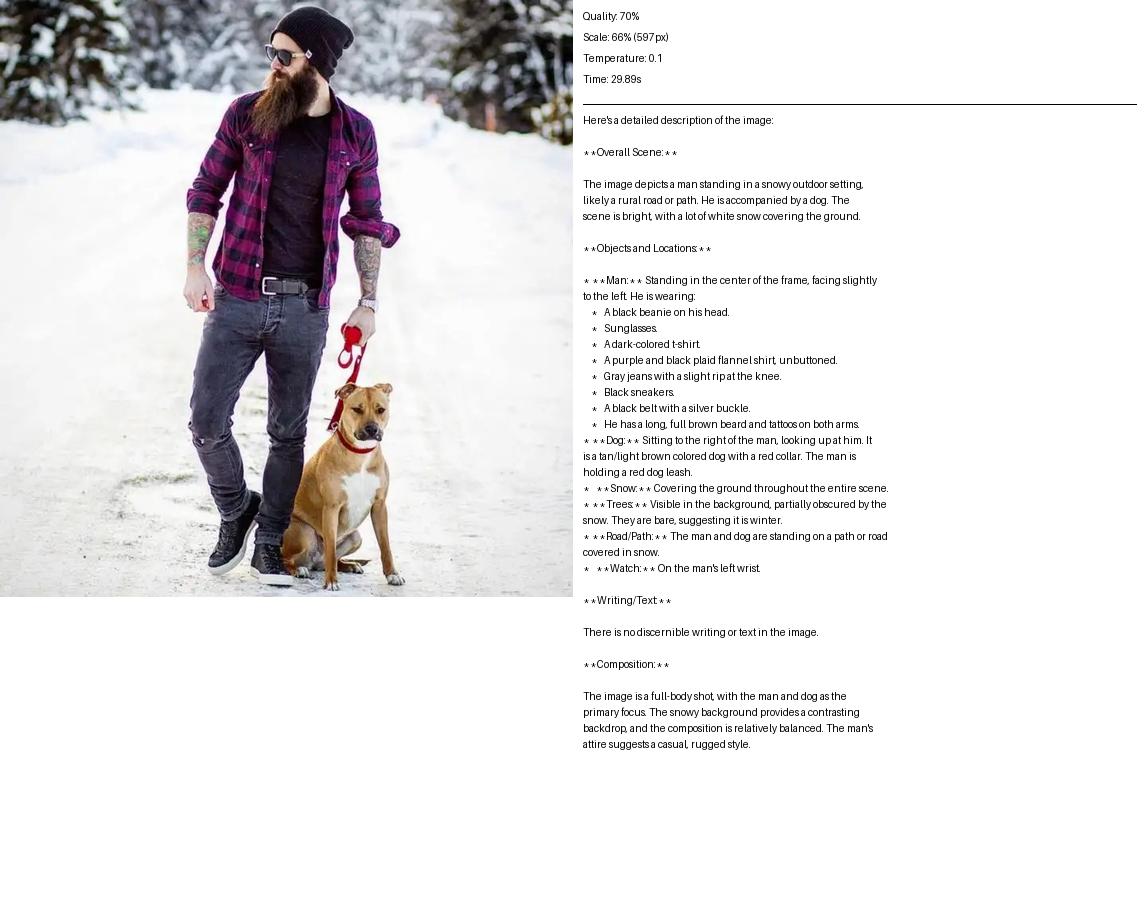 Quality: 70%
Scale: 66% (597px)
Temperature: 0.1
Time: 29.89s
Here's a detailed description of the image:
**Overall Scene:**
The image depicts a man standing in a snowy outdoor setting,
likely a rural road or path. He is accompanied by a dog. The
scene is bright, with a lot of white snow covering the ground.
**Objects and Locations:**
* **Man:** Standing in the center of the frame, facing slightly
to the left. He is wearing:
* A black beanie on his head.
* Sunglasses.
* A dark-colored t-shirt.
* A purple and black plaid flannel shirt, unbuttoned.
* Gray jeans with a slight rip at the knee.
* Black sneakers.
* A black belt with a silver buckle.
* He has a long, full brown beard and tattoos on both arms.
* **Dog:** Sitting to the right of the man, looking up at him. It
is a tan/light brown colored dog with a red collar. The man is
holding a red dog leash.
* **Snow:** Covering the ground throughout the entire scene.
* **Trees:** Visible in the background, partially obscured by the
snow. They are bare, suggesting it is winter.
* **Road/Path:** The man and dog are standing on a path or road
covered in snow.
* **Watch:** On the man's left wrist.
**Writing/Text:**
There is no discernible writing or text in the image.
**Composition:**
The image is a full-body shot, with the man and dog as the
primary focus. The snowy background provides a contrasting
backdrop, and the composition is relatively balanced. The man's
attire suggests a casual, rugged style.